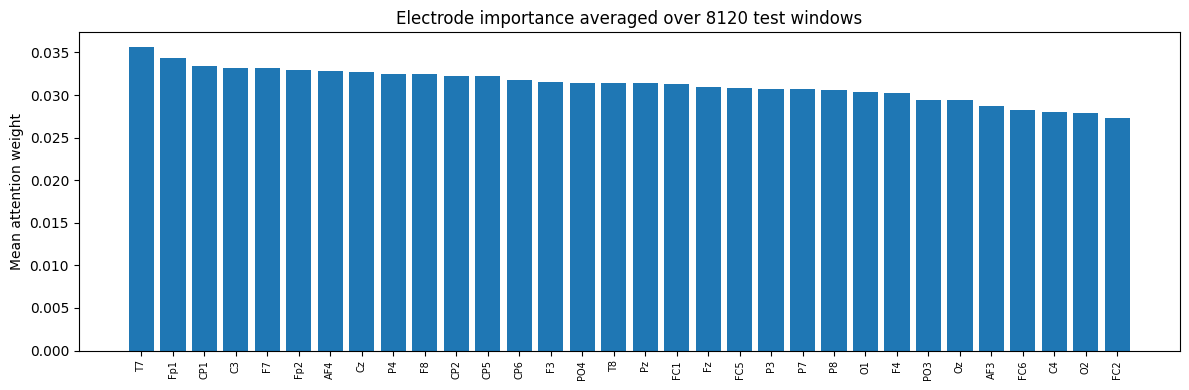 Electrode importance averaged over 8120 test windows
Mean attention weight
0.035
0.030
0.025
0.020
0.015
0.010
0.005
0.000
T7 Fp1 CP1 C3 F7 Fp2 AF4 Cz P4 F8 CP2 CP5 CP6 F3 PO4 T8 Pz FC1 Fz FC5 P3 P7 P8 O1 F4 PO3 Oz AF3 FC6 C4 O2 FC2